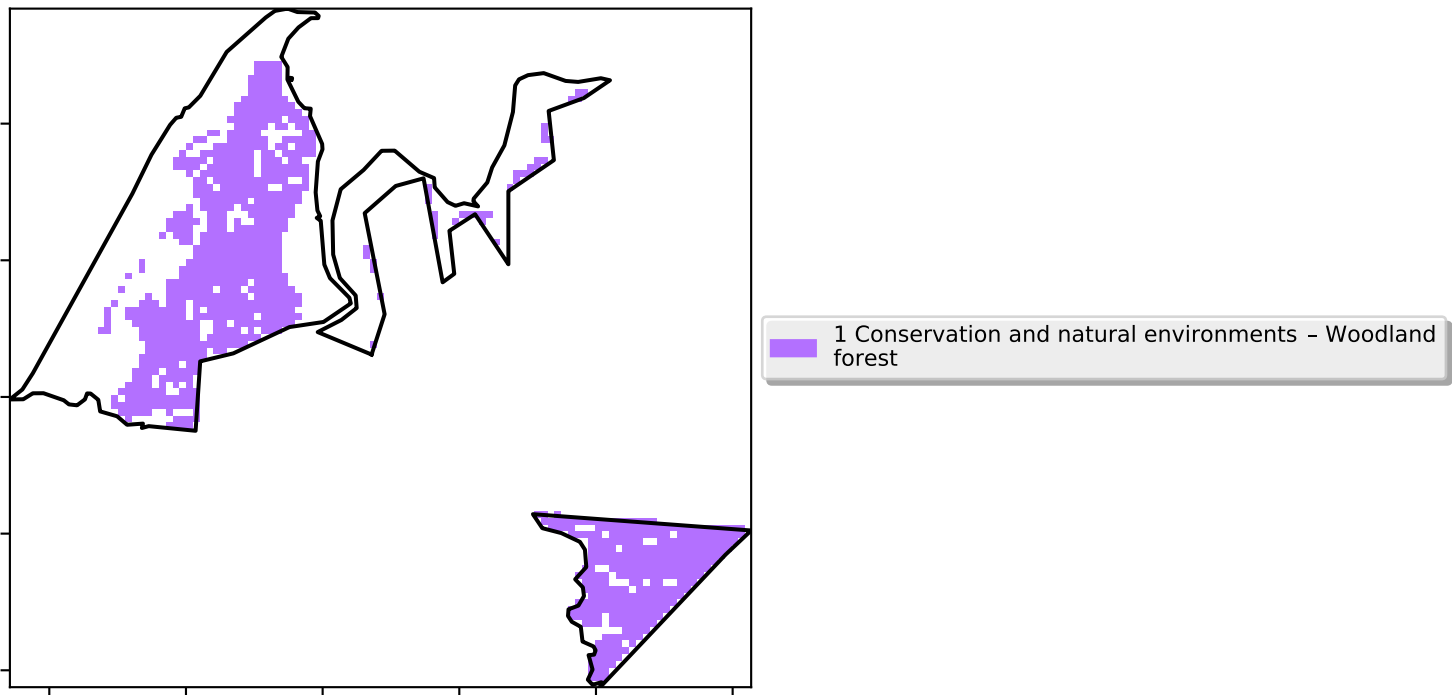 1 Conservation and natural environments – Woodland
forest